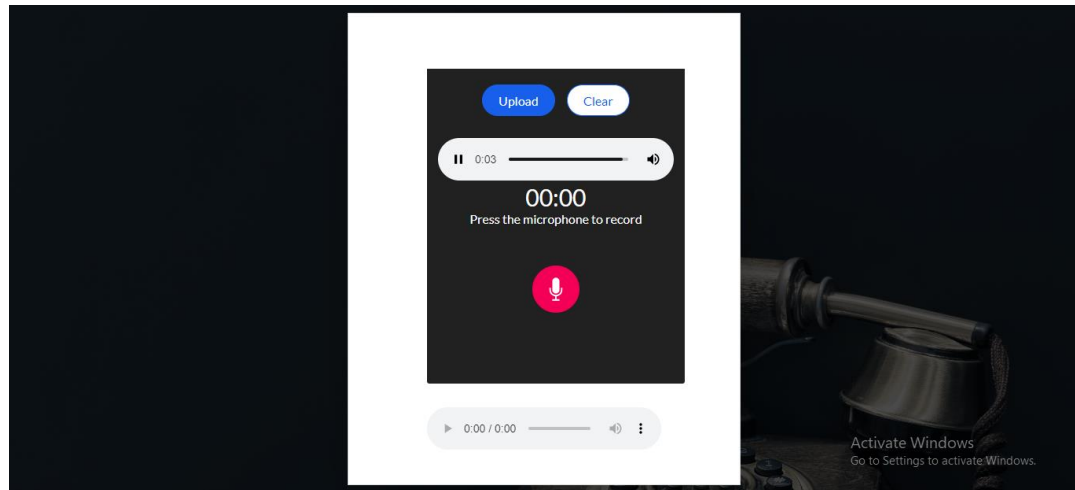 Upload Clear
0:03
00:00
Press the microphone to record
0:00 / 0:00
Activate Windows
Go to Settings to activate Windows.